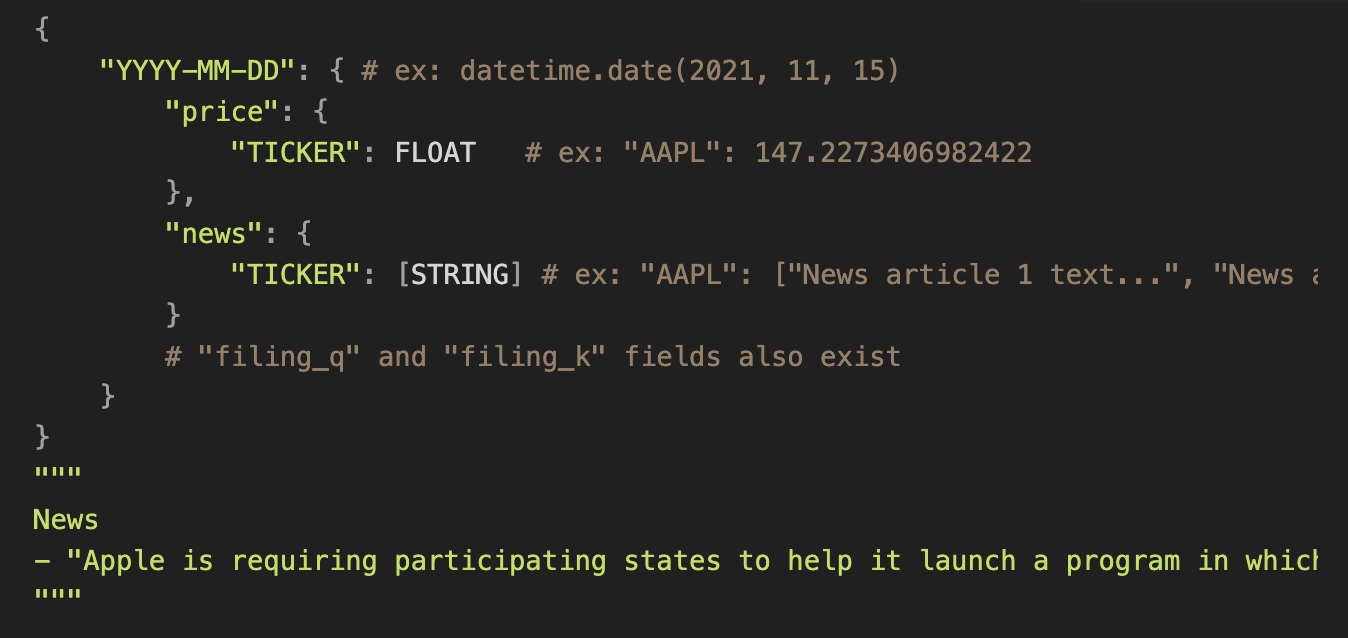 {
    "YYYY-MM-DD": { # ex: datetime.date(2021, 11, 15)
        "price": {
            "TICKER": FLOAT   # ex: "AAPL": 147.2273406982422
        },
        "news": {
            "TICKER": [STRING] # ex: "AAPL": ["News article 1 text...", "News
        }
        # "filing_q" and "filing_k" fields also exist
    }
}
"""
News
- "Apple is requiring participating states to help it launch a program in which
"""